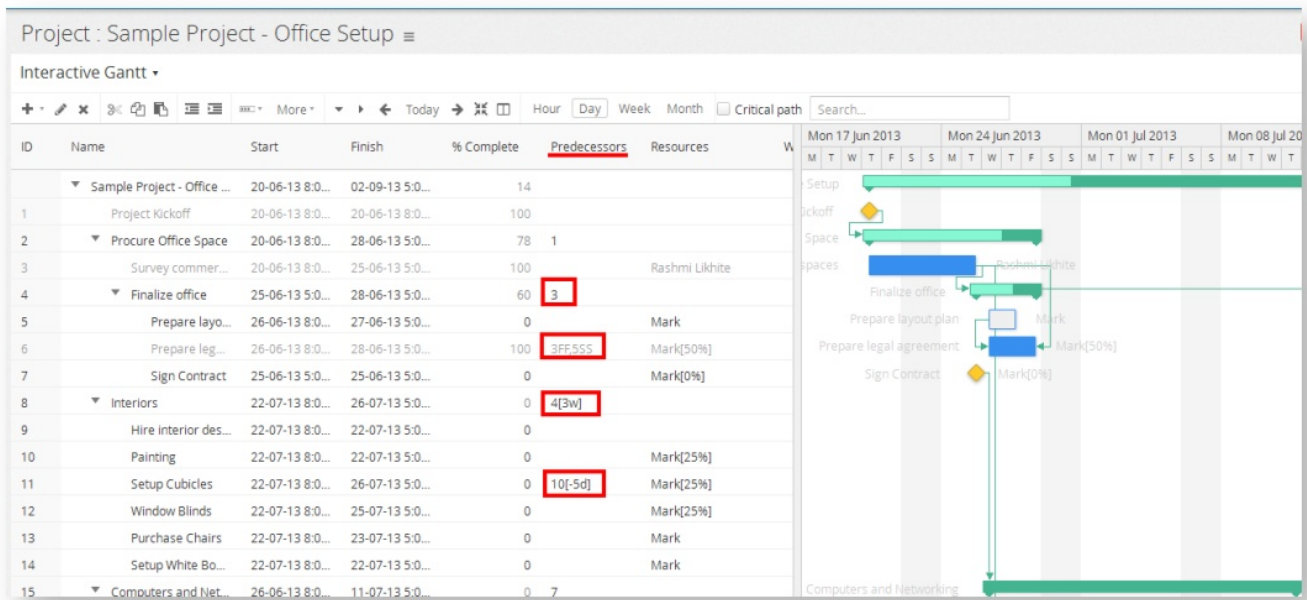 Project : Sample Project - Office Setup
Interactive Gantt
More Today Hour Day Week Month Critical path Search...
ID Name Start Finish % Complete Predecessors Resources W Mon 17 Jun 2013 Mon 24 Jun 2013 Mon 01 Jul 2013 Mon 08 Jul 20
M T W T F S S M T W T F S S M T W T F S S M T W T
Sample Project - Office ... 20-06-13 8:0... 02-09-13 5:0... 14 Setup
1 Project Kickoff 20-06-13 8:0... 20-06-13 8:0... 100 ickoff
2 Procure Office Space 20-06-13 8:0... 28-06-13 5:0... 78 1 Space
3 Survey commer... 20-06-13 8:0... 25-06-13 5:0... 100 Rashmi Likhite spaces Rashmi Likhite
4 Finalize office 25-06-13 5:0... 28-06-13 5:0... 60 3 Finalize office
5 Prepare layo... 26-06-13 8:0... 27-06-13 5:0... 0 Mark Prepare layout plan Mark
6 Prepare leg... 26-06-13 8:0... 28-06-13 5:0... 100 3FF,5SS Mark[50%] Prepare legal agreement Mark[50%]
7 Sign Contract 25-06-13 5:0... 25-06-13 5:0... 0 Mark[0%] Sign Contract Mark[0%]
8 Interiors 22-07-13 8:0... 26-07-13 5:0... 0 4[3w]
9 Hire interior des... 22-07-13 8:0... 22-07-13 5:0... 0
10 Painting 22-07-13 8:0... 22-07-13 5:0... 0 Mark[25%]
11 Setup Cubicles 22-07-13 8:0... 26-07-13 5:0... 0 10[-5d] Mark[25%]
12 Window Blinds 22-07-13 8:0... 25-07-13 5:0... 0 Mark[25%]
13 Purchase Chairs 22-07-13 8:0... 23-07-13 5:0... 0 Mark
14 Setup White Bo... 22-07-13 8:0... 22-07-13 5:0... 0 Mark
15 Computers and Net... 26-06-13 8:0... 11-07-13 5:0... 0 7 Computers and Networking